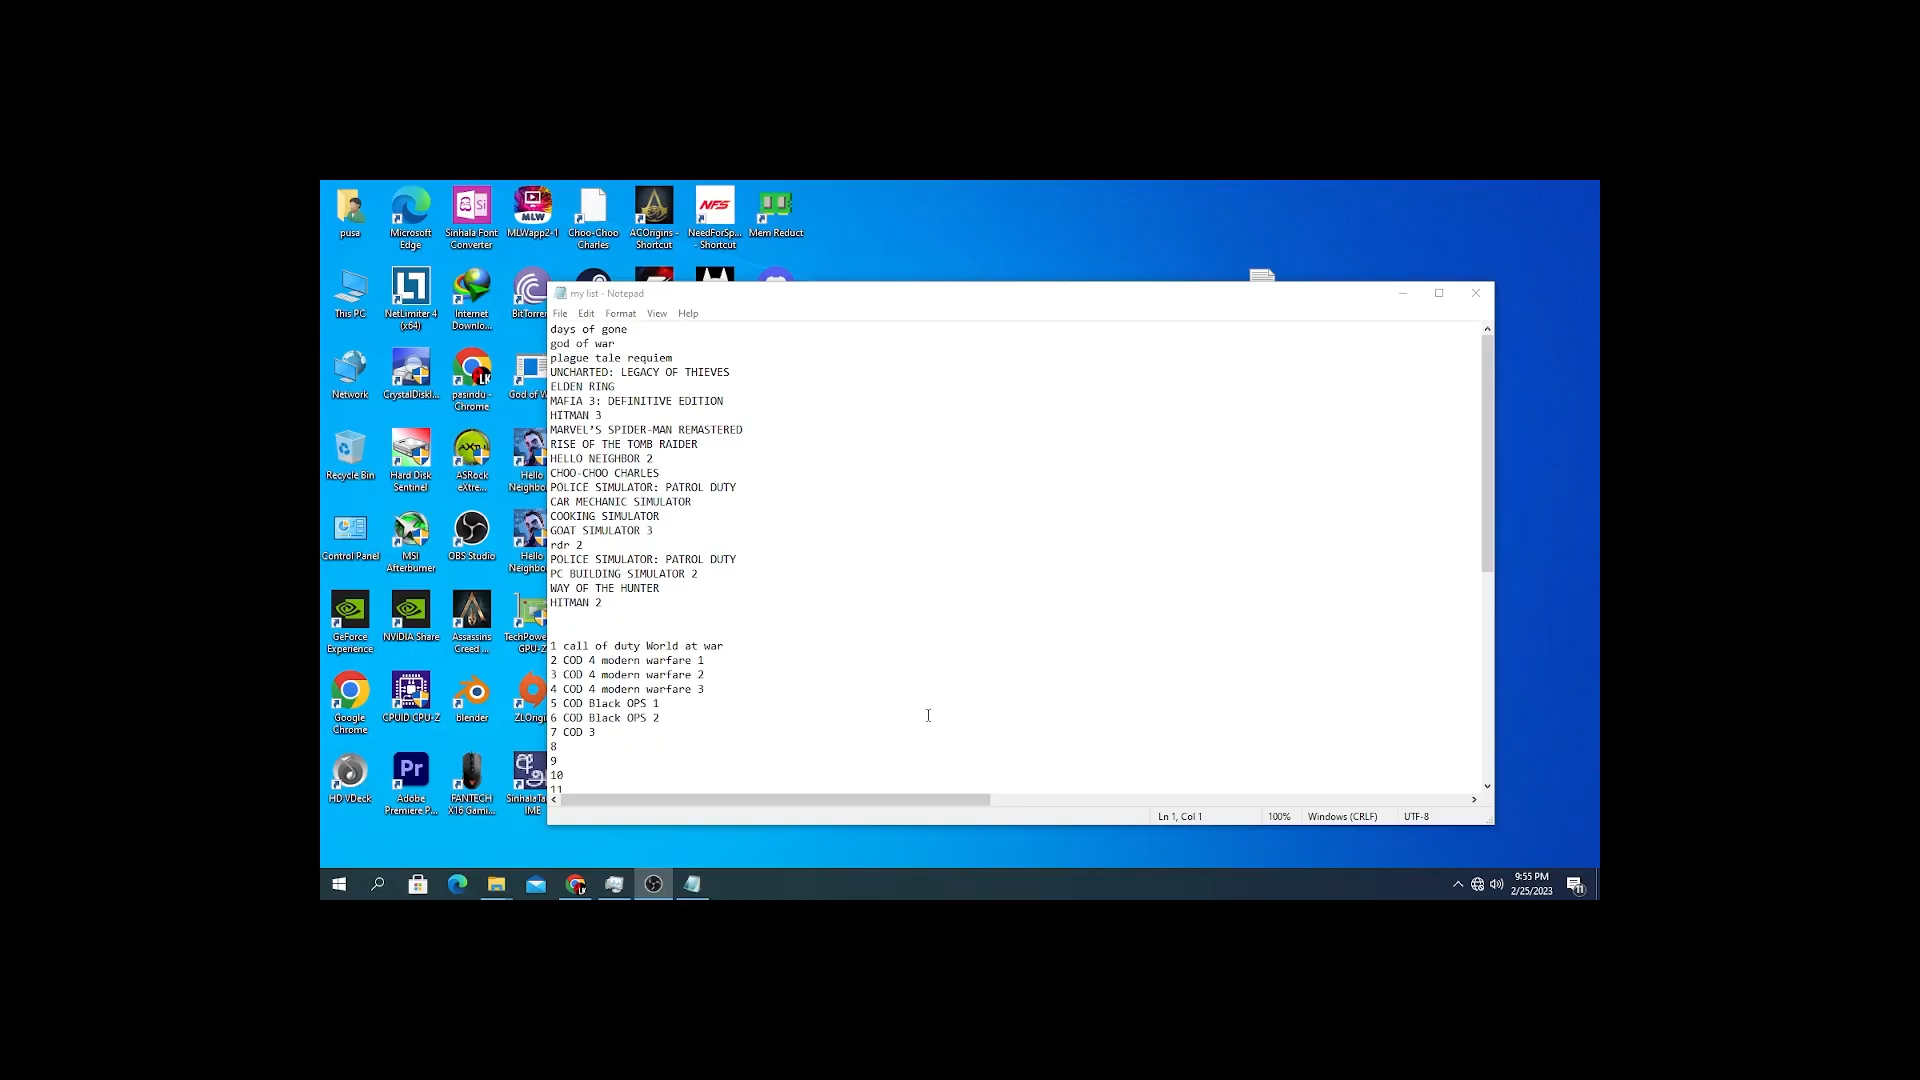 pusa
Microsoft Edge
Sinhala Font Converter
MLWapp2-1
Choo-Choo Charles
ACOrigins - Shortcut
NeedForSp... - Shortcut
Mem Reduct
This PC
NetLimiter 4 (x64)
Internet Downlo...
Network
CrystalDiskI...
pasindu - Chrome
Recycle Bin
Hard Disk Sentinel
ASRock eXtre...
Hello
Control Panel
MSI Afterburner
OBS Studio
Hello
GeForce Experience
NVIDIA Share
Assassins Creed ...
GPU-Z
Google Chrome
CPUID CPU-Z
blender
HD VDeck
Adobe Premiere P...
FANTECH X16 Gami...
IME
my list - Notepad
File Edit Format View Help
days of gone
god of war
plague tale requiem
UNCHARTED: LEGACY OF THIEVES
ELDEN RING
MAFIA 3: DEFINITIVE EDITION
HITMAN 3
MARVEL’S SPIDER-MAN REMASTERED
RISE OF THE TOMB RAIDER
HELLO NEIGHBOR 2
CHOO-CHOO CHARLES
POLICE SIMULATOR: PATROL DUTY
CAR MECHANIC SIMULATOR
COOKING SIMULATOR
GOAT SIMULATOR 3
rdr 2
POLICE SIMULATOR: PATROL DUTY
PC BUILDING SIMULATOR 2
WAY OF THE HUNTER
HITMAN 2
1 call of duty World at war
2 COD 4 modern warfare 1
3 COD 4 modern warfare 2
4 COD 4 modern warfare 3
5 COD Black OPS 1
6 COD Black OPS 2
7 COD 3
8
9
10
11
Ln 1, Col 1 100% Windows (CRLF) UTF-8
9:55 PM
2/25/2023